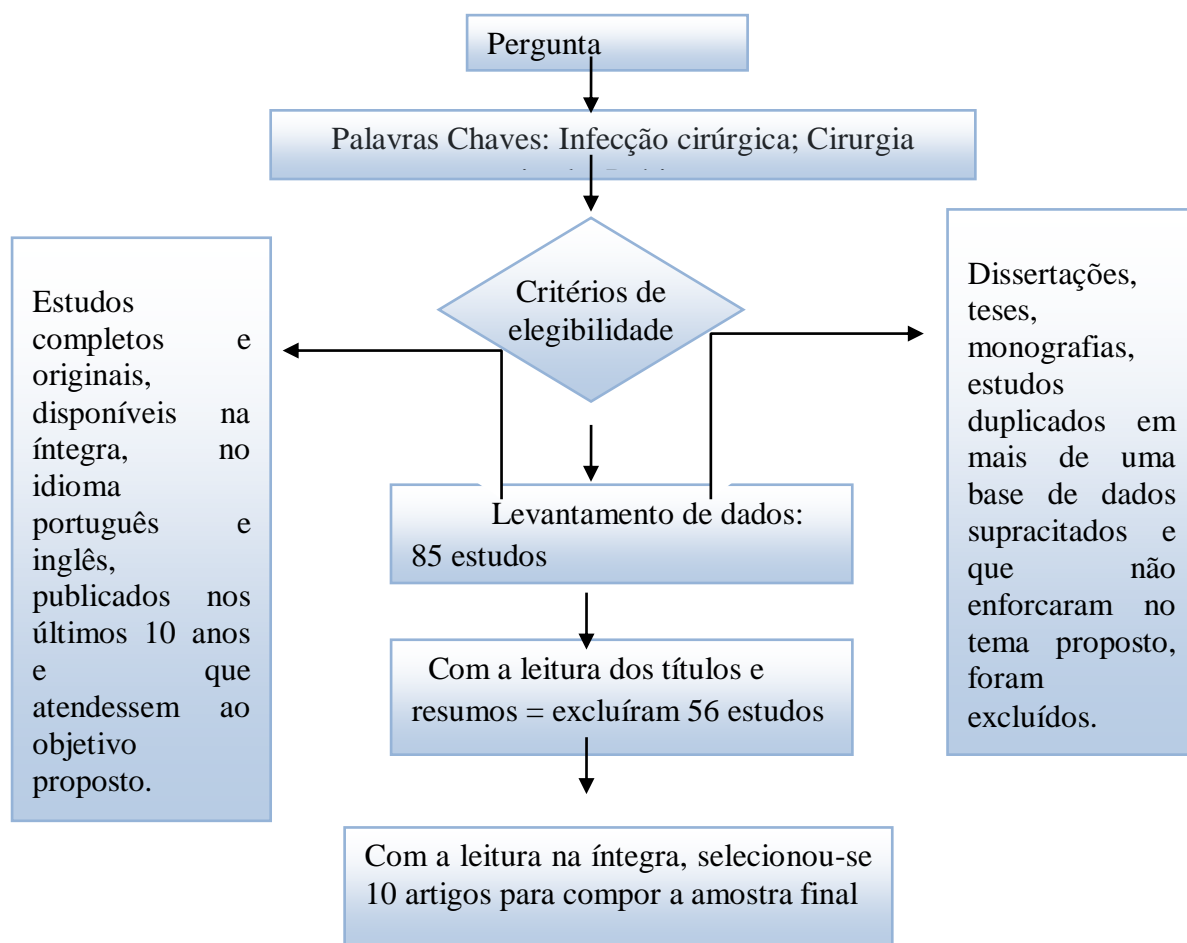 Pergunta
Palavras Chaves: Infecção cirúrgica; Cirurgia
Critérios de
elegibilidade
Estudos
completos e
originais,
disponíveis na
íntegra, no
idioma
português e
inglês,
publicados nos
últimos 10 anos
e que
atendessem ao
objetivo
proposto.
Dissertações,
teses,
monografias,
estudos
duplicados em
mais de uma
base de dados
supracitados e
que não
enforcaram no
tema proposto,
foram
excluídos.
Levantamento de dados:
85 estudos
Com a leitura dos títulos e
resumos = excluíram 56 estudos
Com a leitura na íntegra, selecionou-se
10 artigos para compor a amostra final